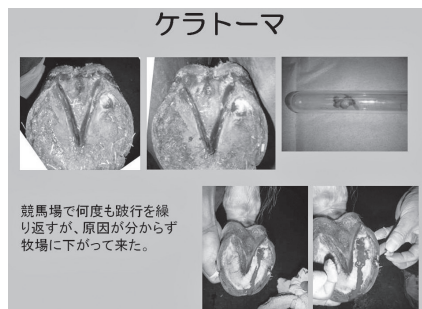 ケラトーマ
競馬場で何度も跛行を繰
り返すが、原因が分からず
牧場に下がって来た。